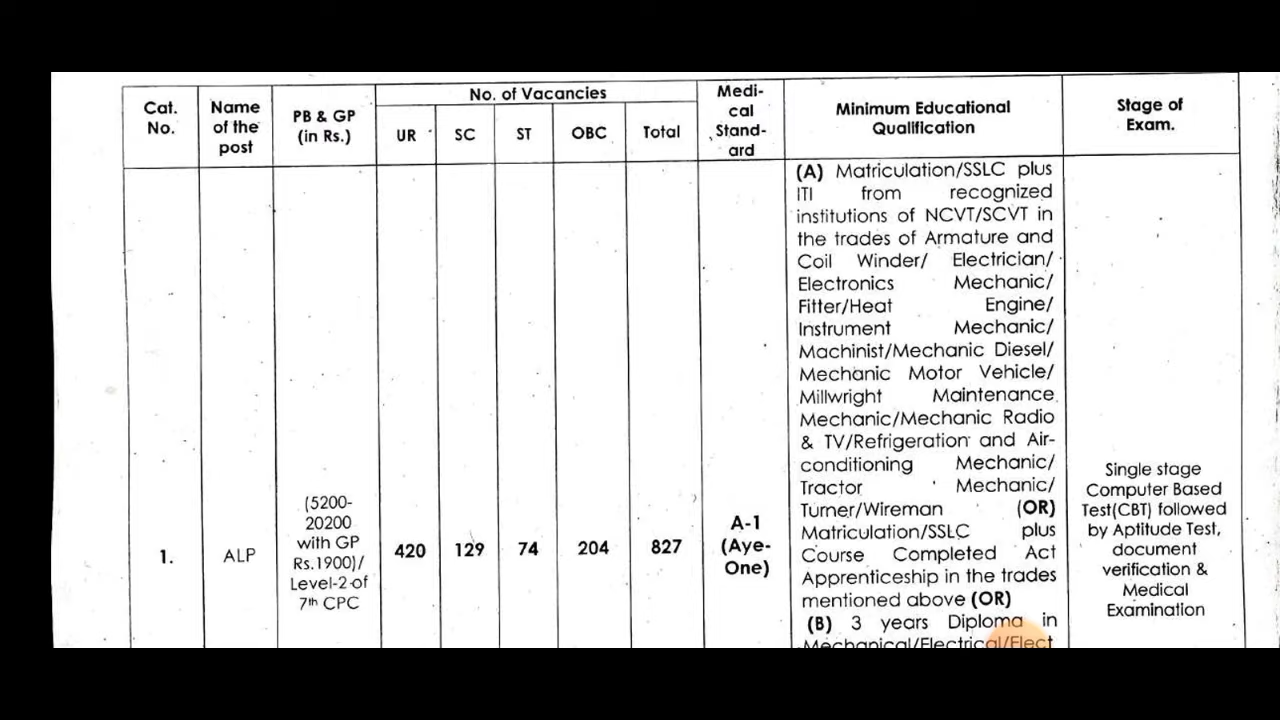 Cat. No.
Name of the post
PB & GP (in Rs.)
No. of Vacancies
UR
SC
ST
OBC
Total
Medi-
cal
Stand-
ard
Minimum Educational
Qualification
Stage of
Exam.
1.
ALP
(5200-
20200
with GP
Rs.1900)/
Level-2 of
7th CPC
420
129
74
204
827
A-1
(Aye-
One)
(A) Matriculation/SSLC plus
ITI from recognized
institutions of NCVT/SCVT in
the trades of Armature and
Coil Winder/ Electrician/
Electronics Mechanic/
Fitter/Heat Engine/
Instrument Mechanic/
Machinist/Mechanic Diesel/
Mechanic Motor Vehicle/
Millwright Maintenance
Mechanic/Mechanic Radio
& TV/Refrigeration and Air-
conditioning Mechanic/
Tractor Mechanic/
Turner/Wireman (OR)
Matriculation/SSLC plus
Course Completed Act
Apprenticeship in the trades
mentioned above (OR)
(B) 3 years Diploma in
Mechanical/Electrical/Elect
Single stage
Computer Based
Test(CBT) followed
by Aptitude Test,
document
verification &
Medical
Examination